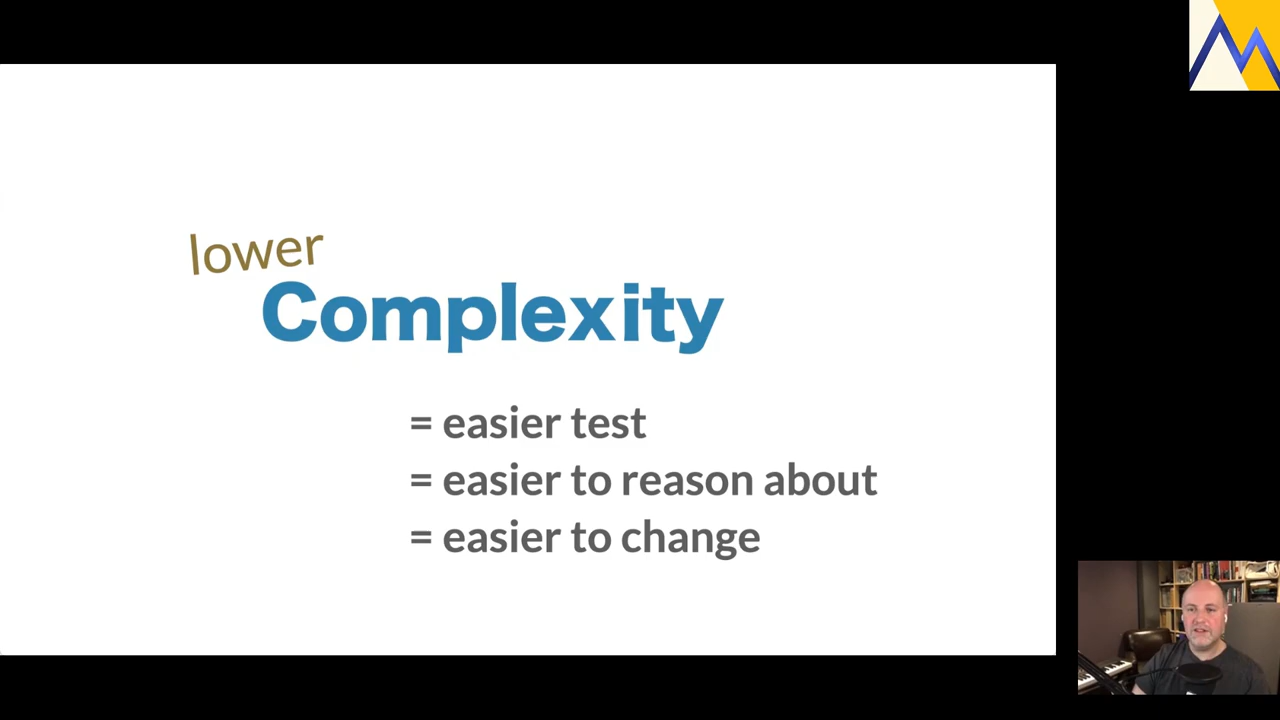 lower
Complexity
= easier test
= easier to reason about
= easier to change